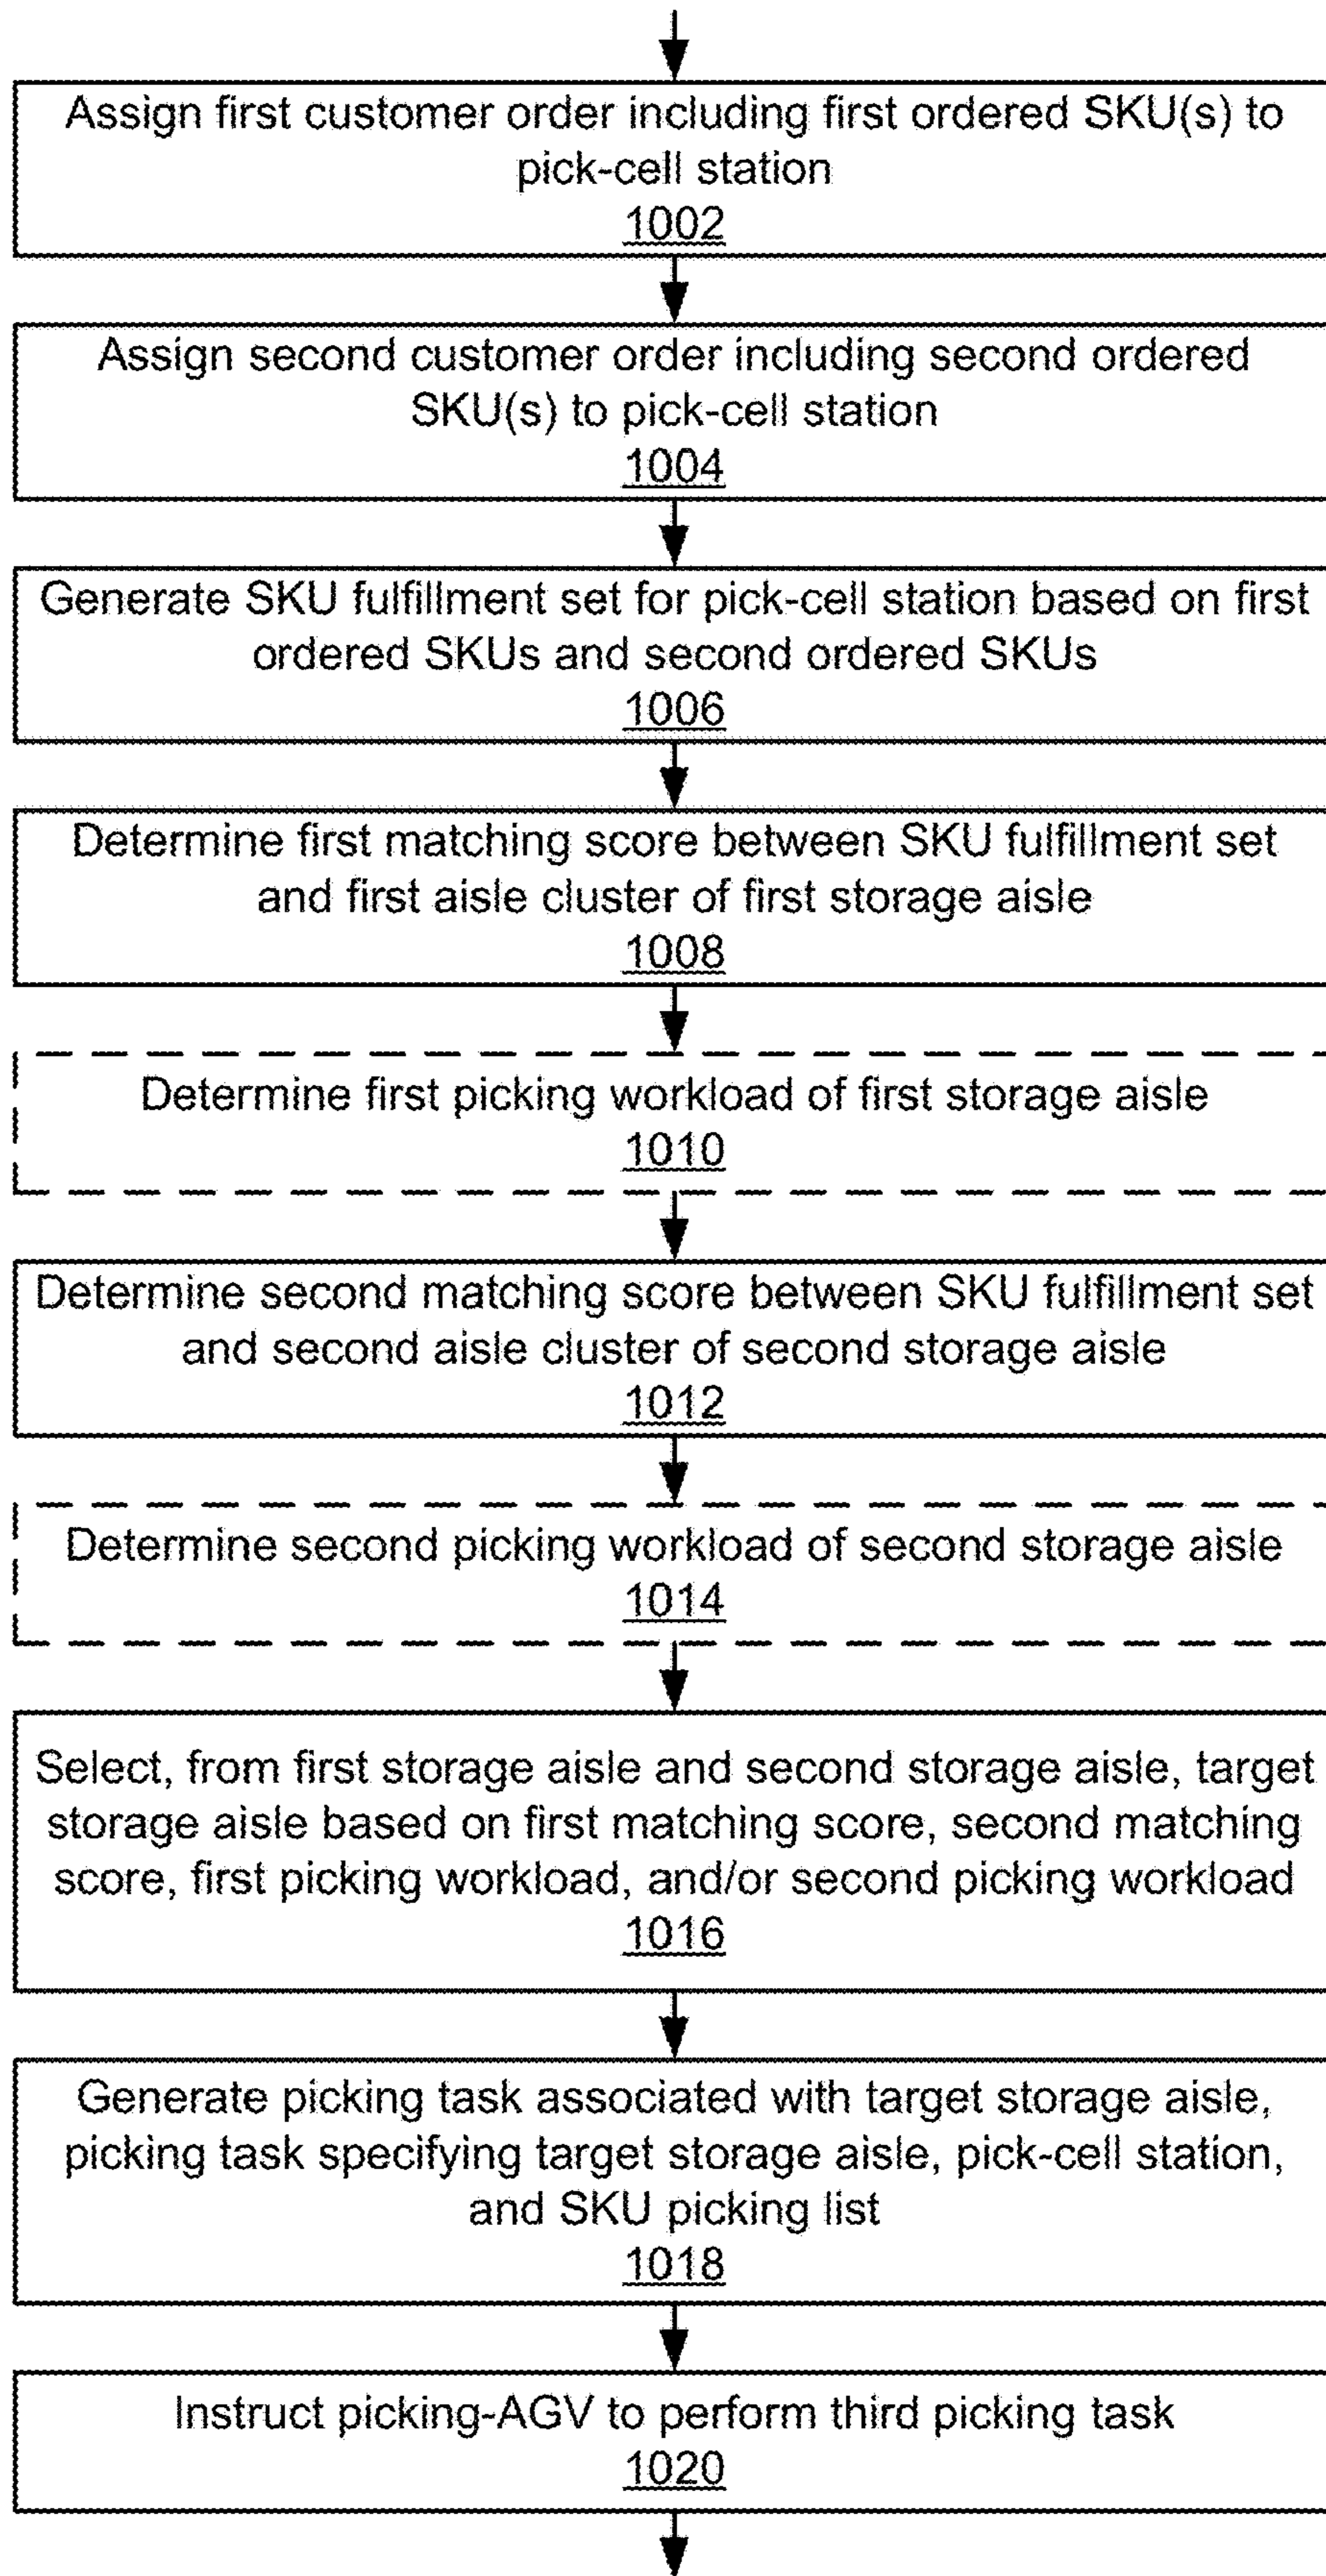 Assign first customer order including first ordered SKU(s) to
pick-cell station
1002
Assign second customer order including second ordered
SKU(s) to pick-cell station
1004
Generate SKU fulfillment set for pick-cell station based on first
ordered SKUs and second ordered SKUs
1006
Determine first matching score between SKU fulfillment set
and first aisle cluster of first storage aisle
1008
Determine first picking workload of first storage aisle
1010
Determine second matching score between SKU fulfillment set
and second aisle cluster of second storage aisle
1012
Determine second picking workload of second storage aisle
1014
Select, from first storage aisle and second storage aisle, target
storage aisle based on first matching score, second matching
score, first picking workload, and/or second picking workload
1016
Generate picking task associated with target storage aisle,
picking task specifying target storage aisle, pick-cell station,
and SKU picking list
1018
Instruct picking-AGV to perform third picking task
1020